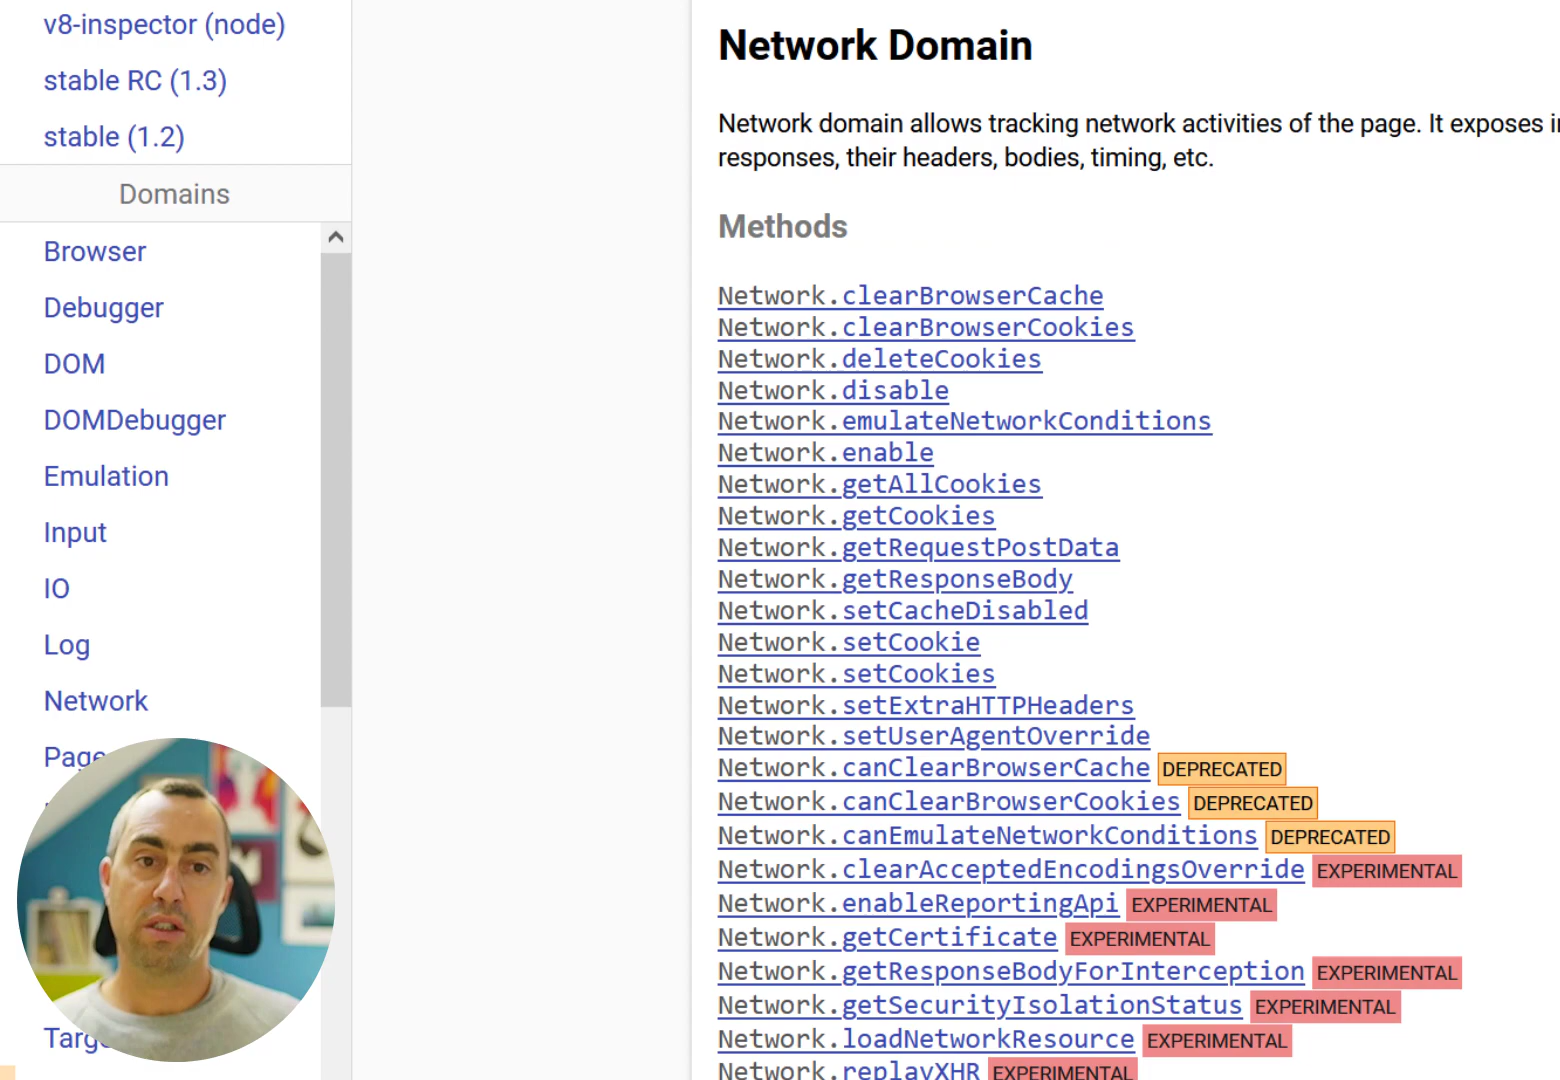 v8-inspector (node)
stable RC (1.3)
stable (1.2)
Domains
Browser
Debugger
DOM
DOMDebugger
Emulation
Input
IO
Log
Network
Page
Network Domain
Network domain allows tracking network activities of the page. It exposes
responses, their headers, bodies, timing, etc.
Methods
Network.clearBrowserCache
Network.clearBrowserCookies
Network.deleteCookies
Network.disable
Network.emulateNetworkConditions
Network.enable
Network.getAllCookies
Network.getCookies
Network.getRequestPostData
Network.getResponseBody
Network.setCacheDisabled
Network.setCookie
Network.setCookies
Network.setExtraHTTPHeaders
Network.setUserAgentOverride
Network.canClearBrowserCache DEPRECATED
Network.canClearBrowserCookies DEPRECATED
Network.canEmulateNetworkConditions DEPRECATED
Network.clearAcceptedEncodingsOverride EXPERIMENTAL
Network.enableReportingApi EXPERIMENTAL
Network.getCertificate EXPERIMENTAL
Network.getResponseBodyForInterception EXPERIMENTAL
Network.getSecurityIsolationStatus EXPERIMENTAL
Network.loadNetworkResource EXPERIMENTAL
Network.replayXHR EXPERIMENTAL